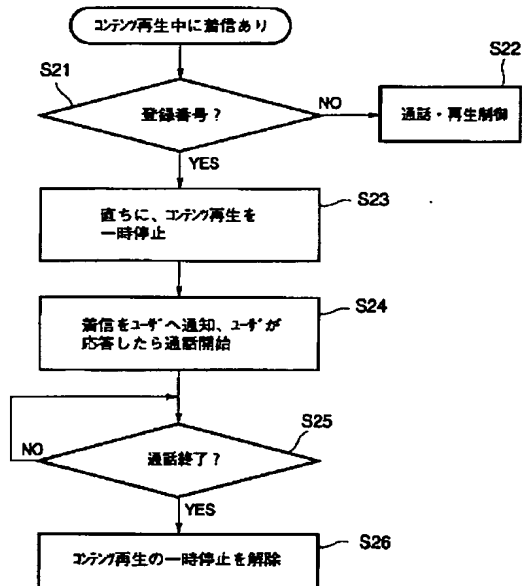 コンテンツ再生中に着信あり
S21
登録番号?
NO
S22
通話・再生制御
YES
S23
直ちに、コンテンツ再生を
一時停止
S24
着信をユーザへ通知、ユーザが
応答したら通話開始
S25
NO
通話終了?
YES
S26
コンテンツ再生の一時停止を解除